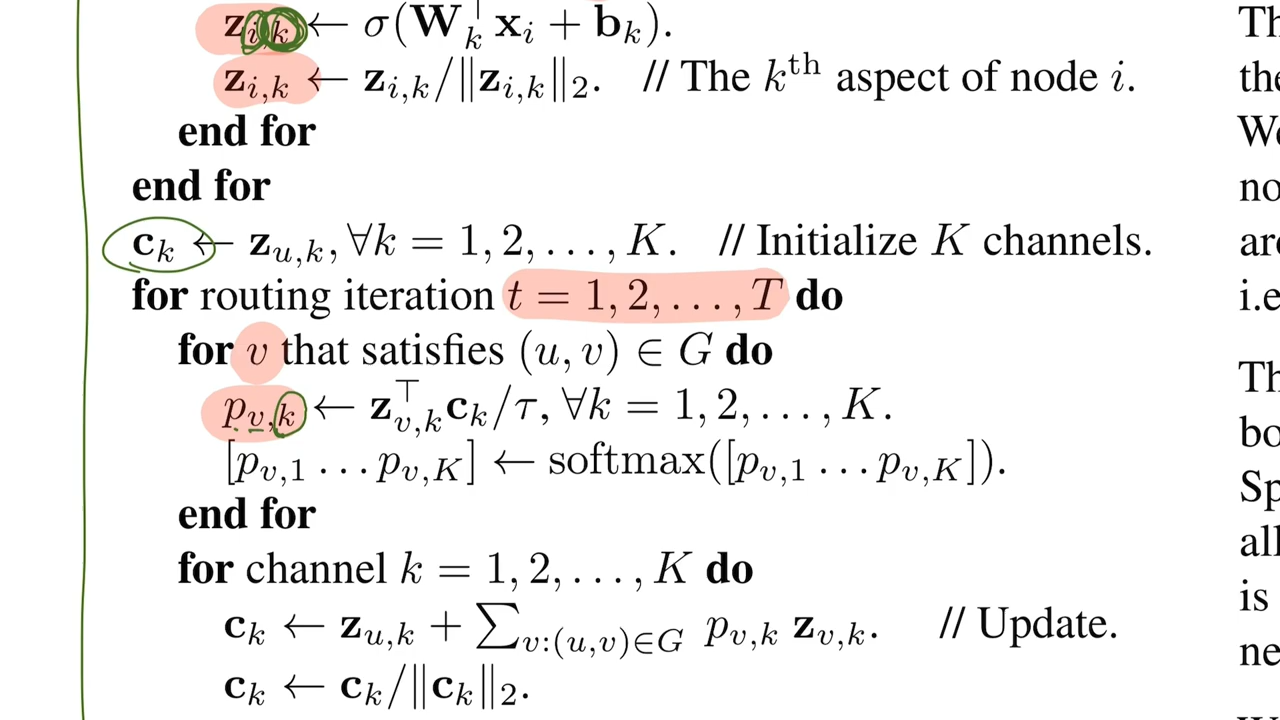 z_{i,k} ← σ(W_k^⊤ x_i + b_k).
z_{i,k} ← z_{i,k}/‖z_{i,k}‖_2. // The k^{th} aspect of node i.
end for
end for
c_k ← z_{u,k}, ∀k = 1, 2, . . . , K. // Initialize K channels.
for routing iteration t = 1, 2, . . . , T do
for v that satisfies (u, v) ∈ G do
p_{v,k} ← z_{v,k}^⊤ c_k/τ, ∀k = 1, 2, . . . , K.
[p_{v,1} . . . p_{v,K}] ← softmax([p_{v,1} . . . p_{v,K}]).
end for
for channel k = 1, 2, . . . , K do
c_k ← z_{u,k} + ∑_{v:(u,v)∈G} p_{v,k} z_{v,k}. // Update.
c_k ← c_k/‖c_k‖_2.
i.e
is